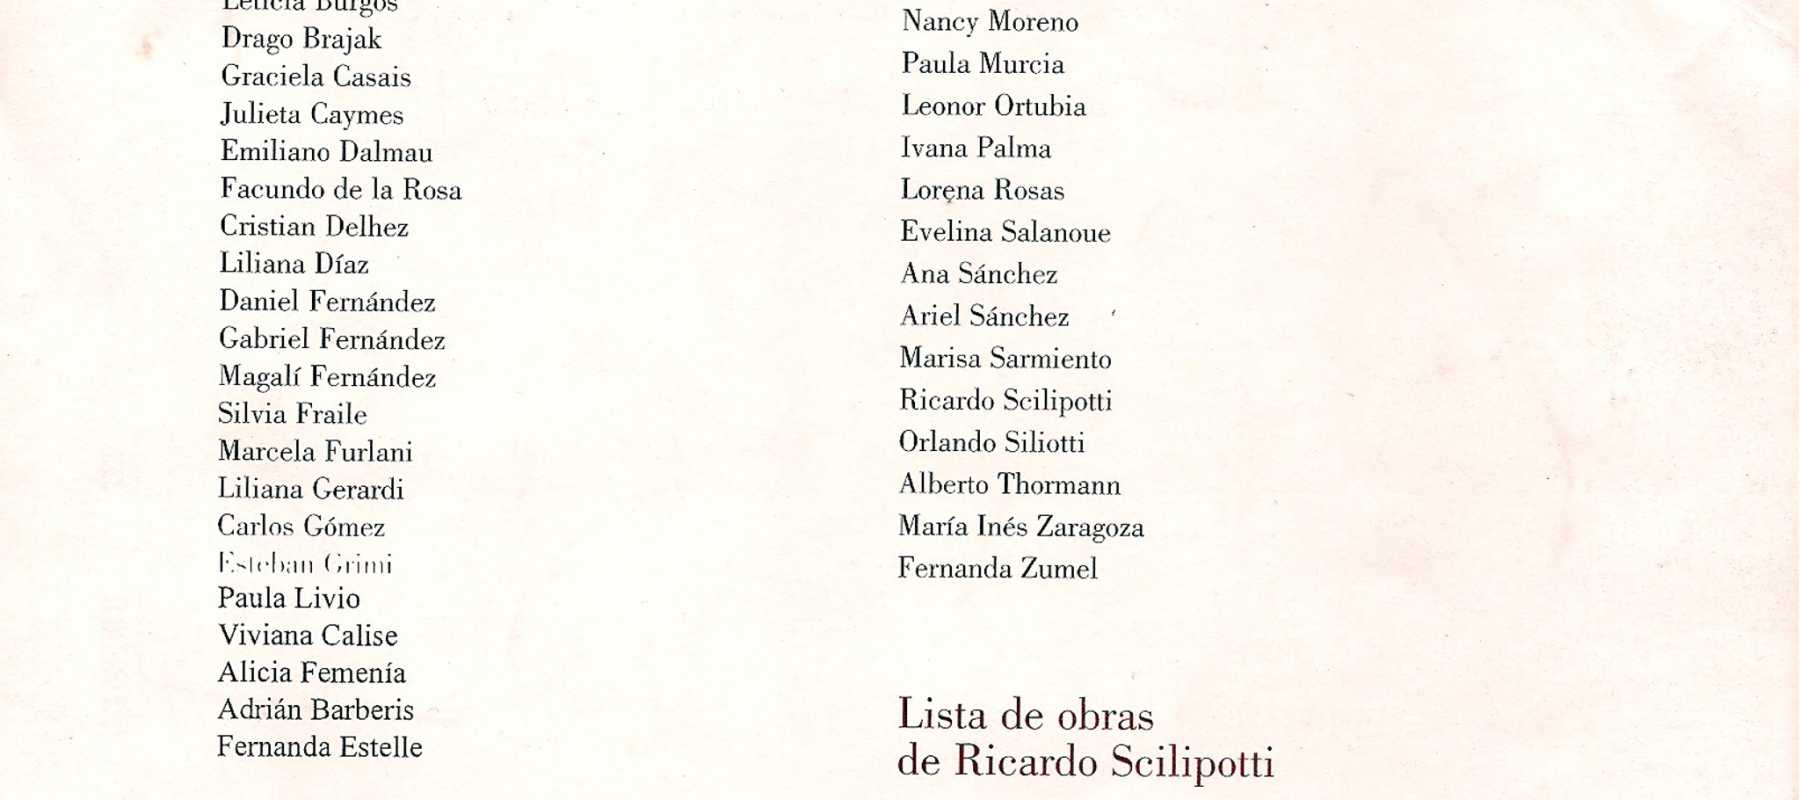 Leticia Burgos
Drago Brajak
Graciela Casais
Julieta Caymes
Emiliano Dalmau
Facundo de la Rosa
Cristian Delhez
Liliana Díaz
Daniel Fernández
Gabriel Fernández
Magalí Fernández
Silvia Fraile
Marcela Furlani
Liliana Gerardi
Carlos Gómez
Esteban Grimi
Paula Livio
Viviana Calise
Alicia Femenía
Adrián Barberis
Fernanda Estelle
Nancy Moreno
Paula Murcia
Leonor Ortubia
Ivana Palma
Lorena Rosas
Evelina Salanoue
Ana Sánchez
Ariel Sánchez
Marisa Sarmiento
Ricardo Scilipotti
Orlando Siliotti
Alberto Thormann
María Inés Zaragoza
Fernanda Zumel
Lista de obras
de Ricardo Scilipotti